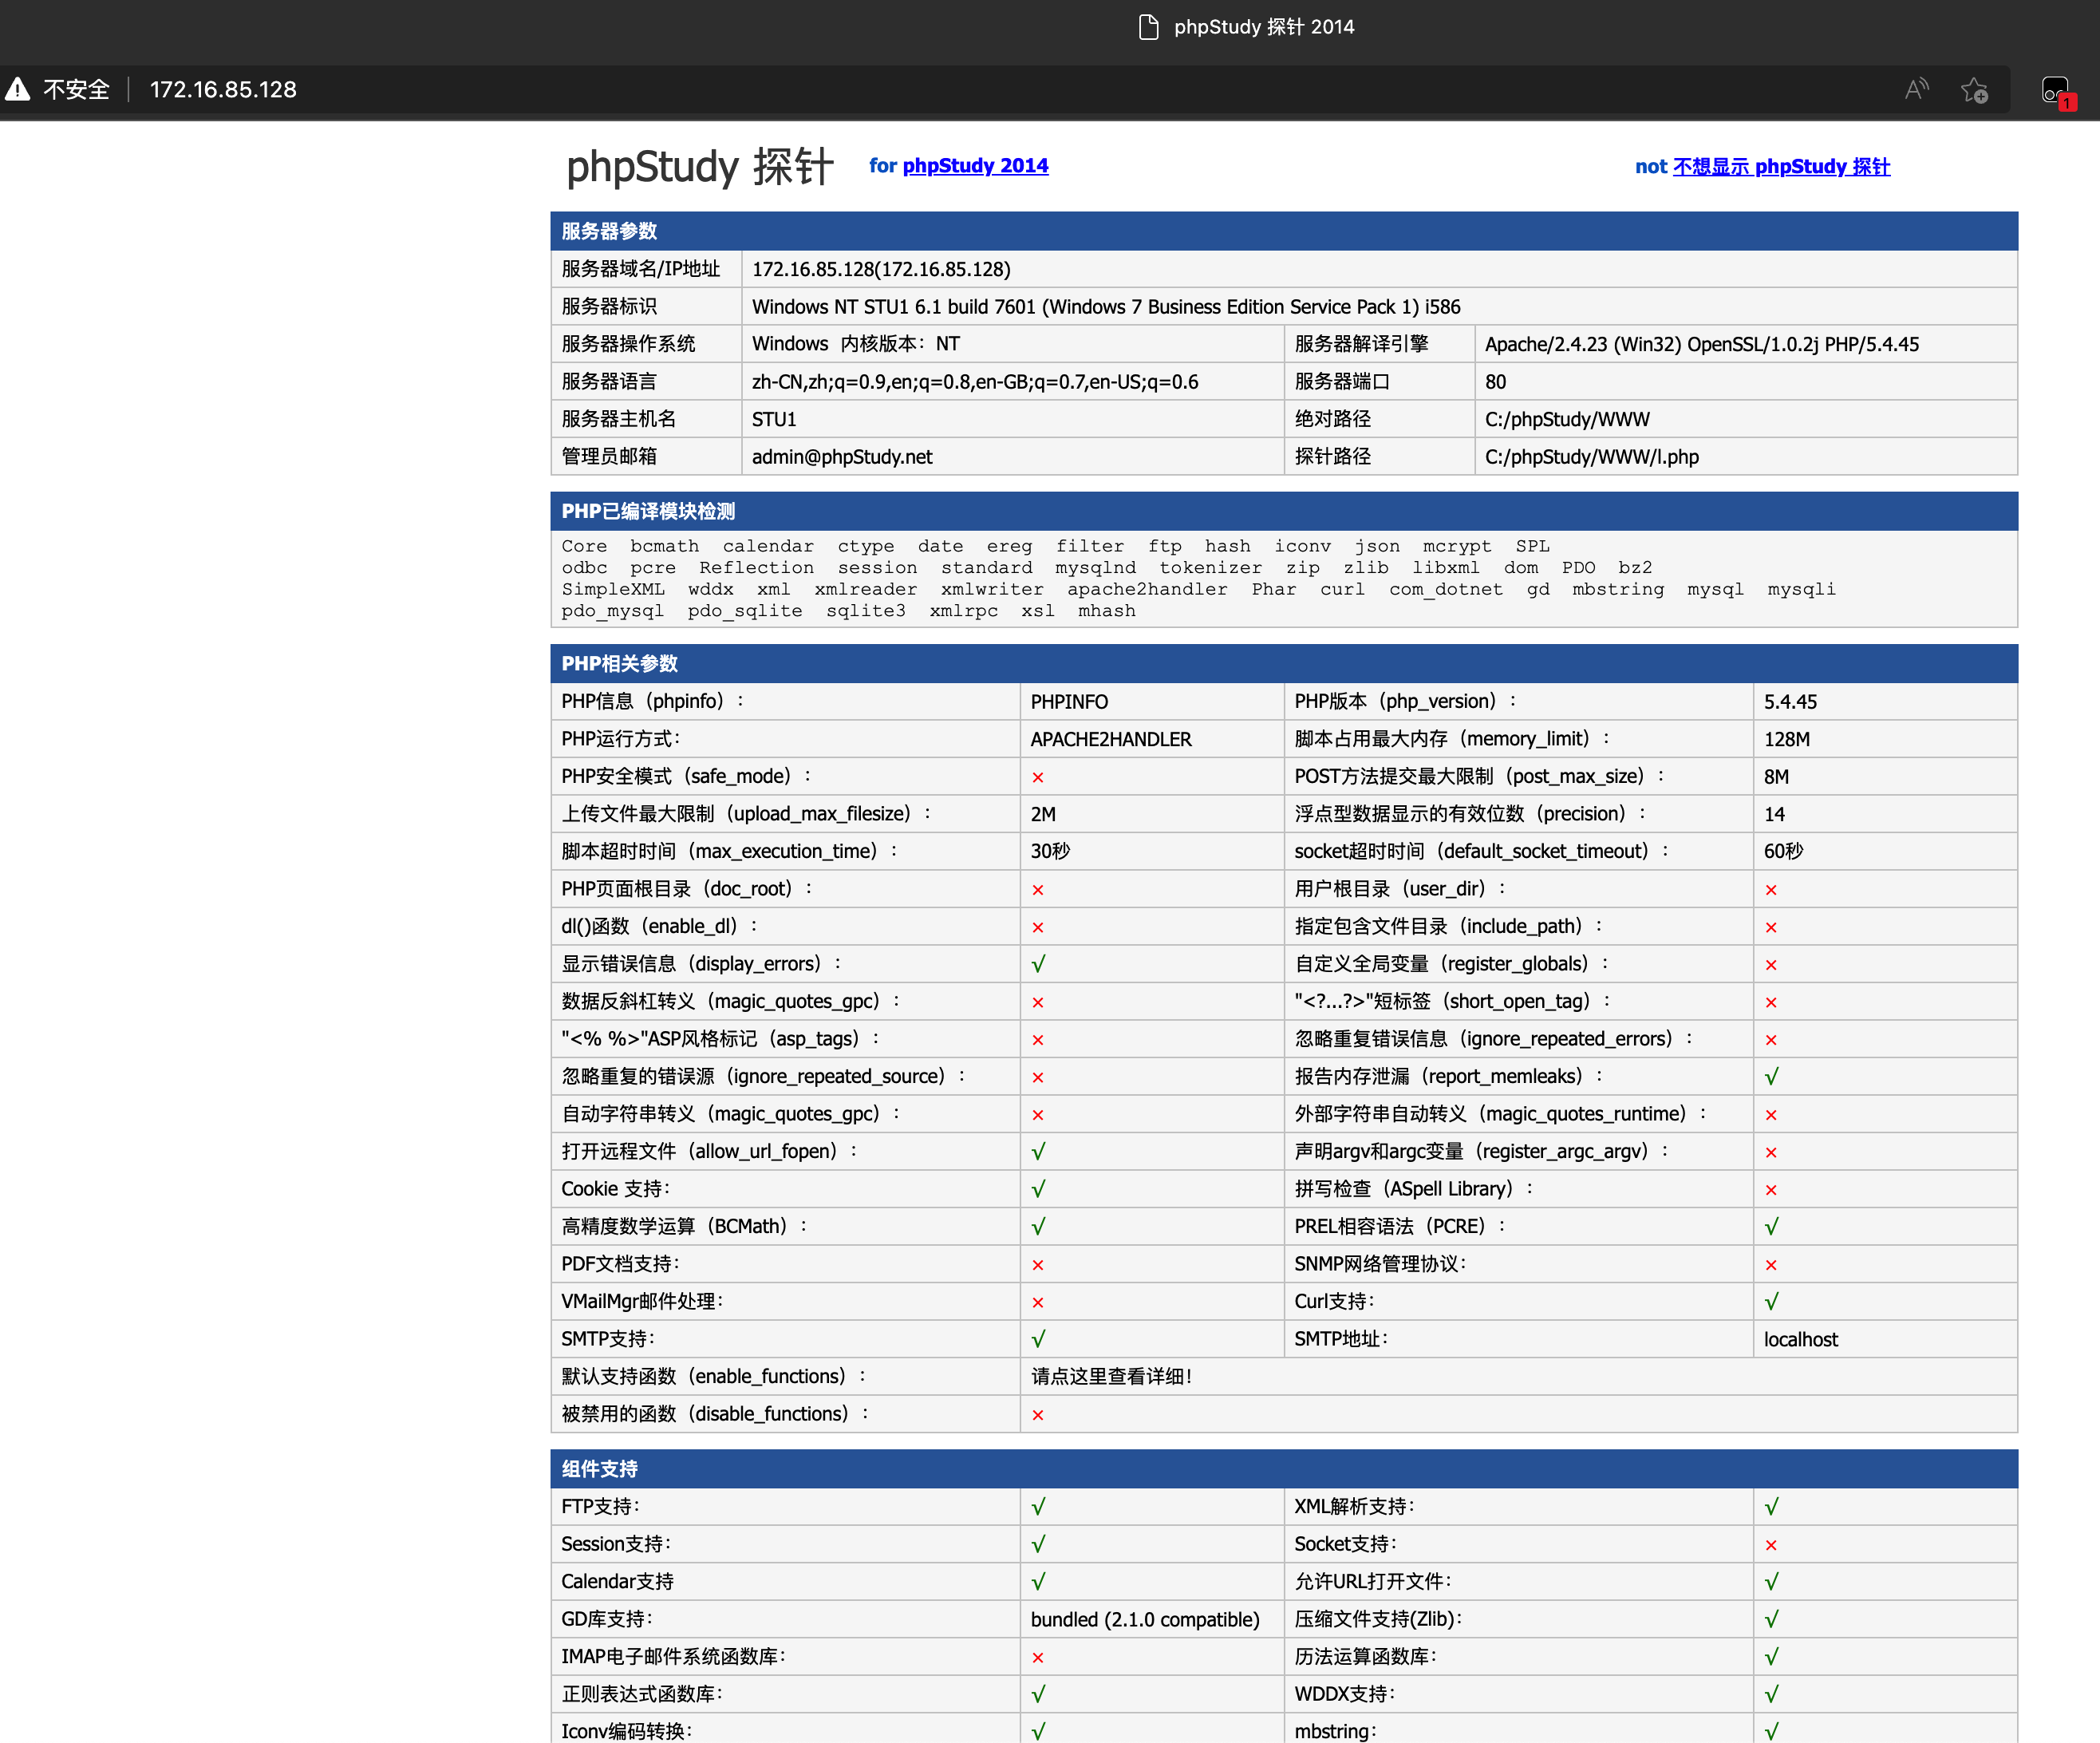 phpStudy 探针 2014
不安全 172.16.85.128
phpStudy 探针 for phpStudy 2014 not 不想显示 phpStudy 探针
服务器参数
服务器域名/IP地址 172.16.85.128(172.16.85.128)
服务器标识 Windows NT STU1 6.1 build 7601 (Windows 7 Business Edition Service Pack 1) i586
服务器操作系统 Windows 内核版本：NT 服务器解译引擎 Apache/2.4.23 (Win32) OpenSSL/1.0.2j PHP/5.4.45
服务器语言 zh-CN,zh;q=0.9,en;q=0.8,en-GB;q=0.7,en-US;q=0.6 服务器端口 80
服务器主机名 STU1 绝对路径 C:/phpStudy/WWW
管理员邮箱 admin@phpStudy.net 探针路径 C:/phpStudy/WWW/l.php
PHP已编译模块检测
Core bcmath calendar ctype date ereg filter ftp hash iconv json mcrypt SPL
odbc pcre Reflection session standard mysqlnd tokenizer zip zlib libxml dom PDO bz2
SimpleXML wddx xml xmlreader xmlwriter apache2handler Phar curl com_dotnet gd mbstring mysql mysqli
pdo_mysql pdo_sqlite sqlite3 xmlrpc xsl mhash
PHP相关参数
PHP信息（phpinfo）： PHPINFO PHP版本（php_version）： 5.4.45
PHP运行方式： APACHE2HANDLER 脚本占用最大内存（memory_limit）： 128M
PHP安全模式（safe_mode）： × POST方法提交最大限制（post_max_size）： 8M
上传文件最大限制（upload_max_filesize）： 2M 浮点型数据显示的有效位数（precision）： 14
脚本超时时间（max_execution_time）： 30秒 socket超时时间（default_socket_timeout）： 60秒
PHP页面根目录（doc_root）： × 用户根目录（user_dir）： ×
dl()函数（enable_dl）： × 指定包含文件目录（include_path）： ×
显示错误信息（display_errors）： √ 自定义全局变量（register_globals）： ×
数据反斜杠转义（magic_quotes_gpc）： × "<?...?>"短标签（short_open_tag）： ×
"<% %>"ASP风格标记（asp_tags）： × 忽略重复错误信息（ignore_repeated_errors）： ×
忽略重复的错误源（ignore_repeated_source）： × 报告内存泄漏（report_memleaks）： √
自动字符串转义（magic_quotes_gpc）： × 外部字符串自动转义（magic_quotes_runtime）： ×
打开远程文件（allow_url_fopen）： √ 声明argv和argc变量（register_argc_argv）： ×
Cookie 支持： √ 拼写检查（ASpell Library）： ×
高精度数学运算（BCMath）： √ PREL相容语法（PCRE）： √
PDF文档支持： × SNMP网络管理协议： ×
VMailMgr邮件处理： × Curl支持： √
SMTP支持： √ SMTP地址： localhost
默认支持函数（enable_functions）： 请点这里查看详细！
被禁用的函数（disable_functions）： ×
组件支持
FTP支持： √ XML解析支持： √
Session支持： √ Socket支持： ×
Calendar支持 √ 允许URL打开文件： √
GD库支持： bundled (2.1.0 compatible) 压缩文件支持(Zlib)： √
IMAP电子邮件系统函数库： × 历法运算函数库： √
正则表达式函数库： √ WDDX支持： √
Iconv编码转换： √ mbstring： √